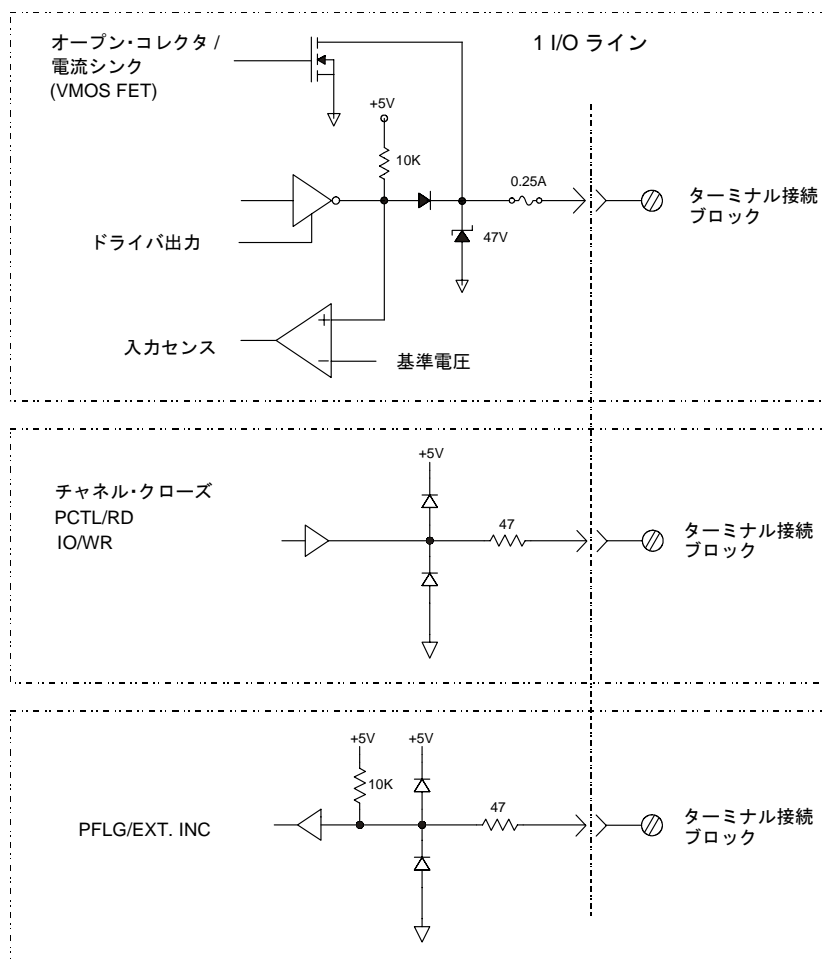 オープン・コレクタ /
電流シンク
(VMOS FET)
1 I/O ライン
+5V
10K
0.25A
ターミナル接続
ブロック
ドライバ出力
47V
+
入力センス
−
基準電圧
+5V
チャネル・クローズ
PCTL/RD
IO/WR
47
ターミナル接続
ブロック
+5V
+5V
10K
47
PFLG/EXT. INC
ターミナル接続
ブロック